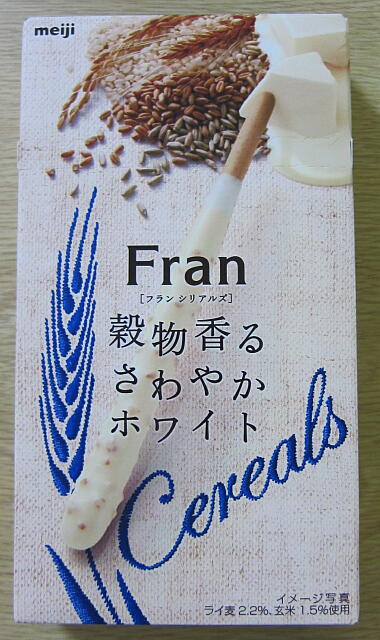 meiji
Fran
[フラン シリアルズ]
穀物香る
さわやか
ホワイト
Cereals
イメージ写真
ライ麦2.2%、玄米1.5%使用